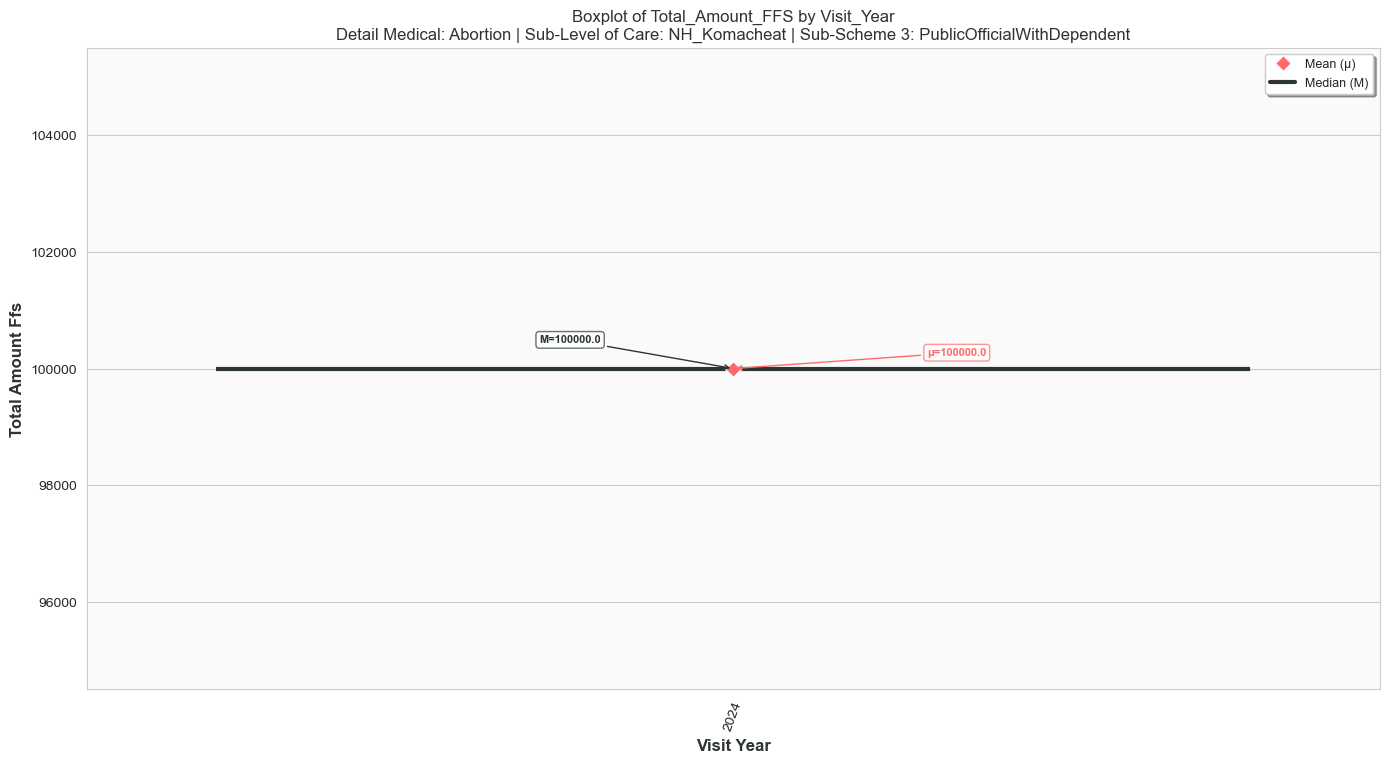 Boxplot of Total_Amount_FFS by Visit_Year
Detail Medical: Abortion | Sub-Level of Care: NH_Komacheat | Sub-Scheme 3: PublicOfficialWithDependent
Mean (μ)
Median (M)
104000
102000
100000
98000
96000
Total Amount Ffs
M=100000.0
μ=100000.0
2024
Visit Year